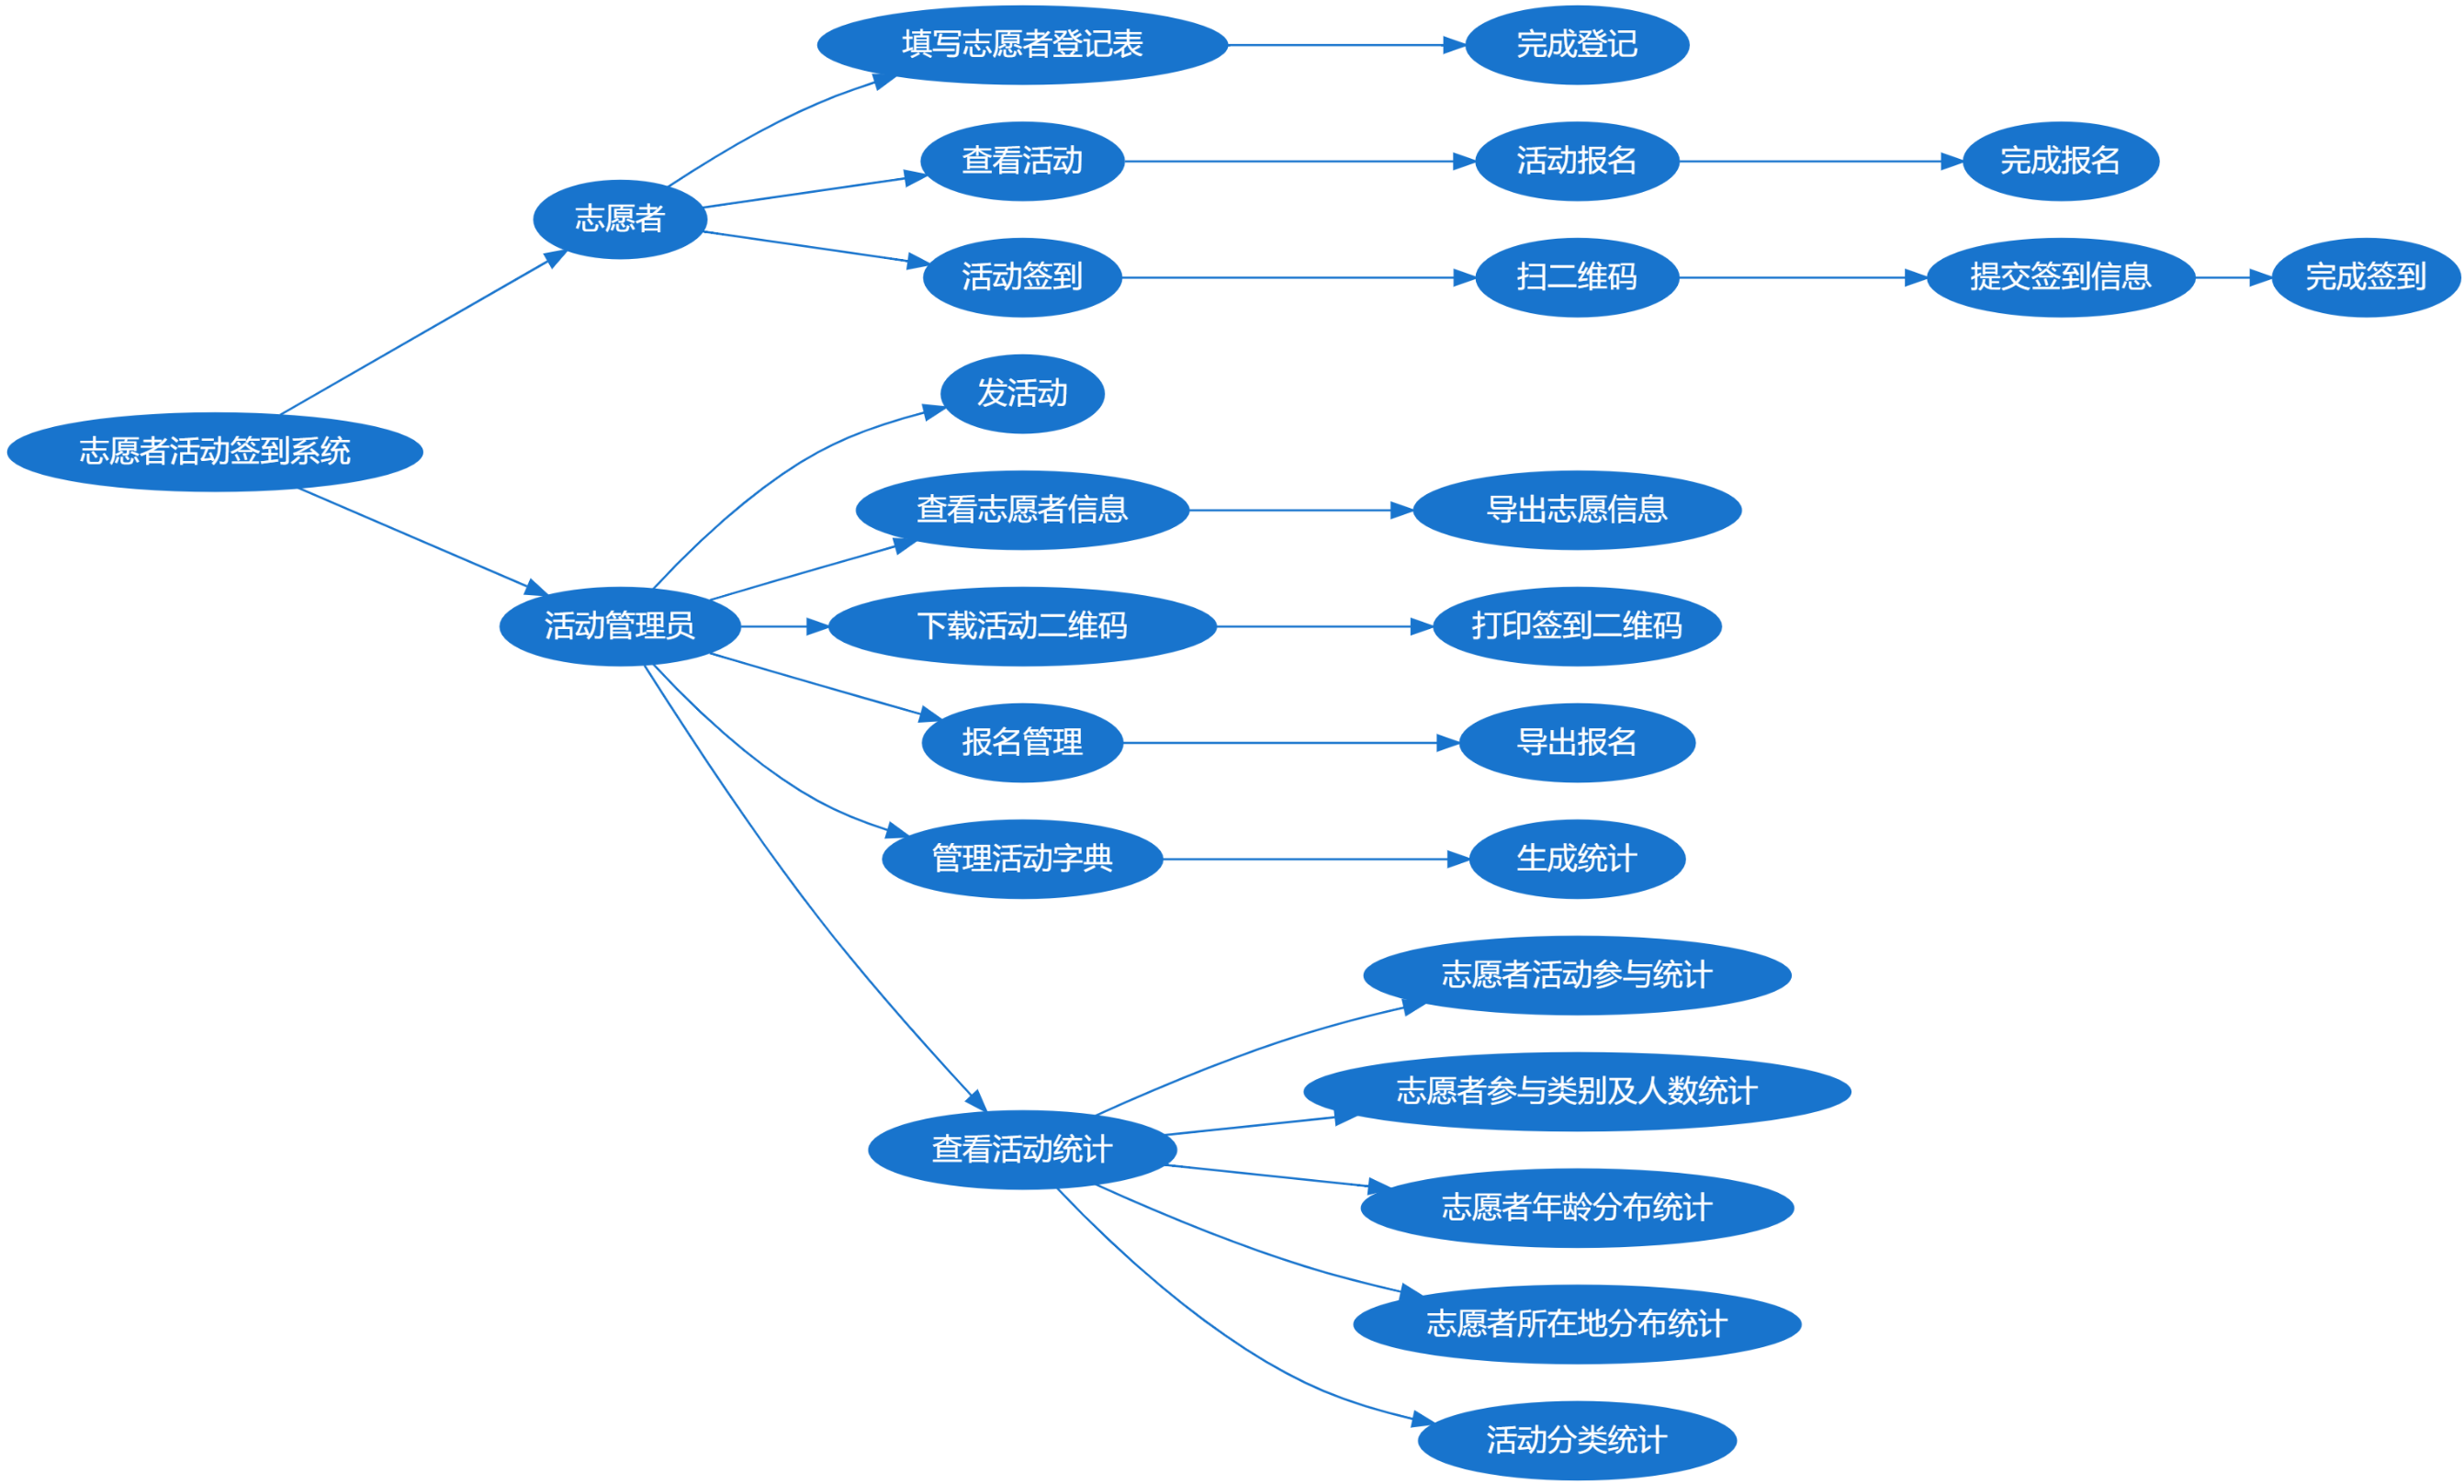 填写志愿者登记表
完成登记
查看活动
活动报名
完成报名
志愿者
活动签到
扫二维码
提交签到信息
完成签到
发活动
志愿者活动签到系统
查看志愿者信息
导出志愿信息
活动管理员
下载活动二维码
打印签到二维码
报名管理
导出报名
管理活动字典
生成统计
志愿者活动参与统计
志愿者参与类别及人数统计
查看活动统计
志愿者年龄分布统计
志愿者所在地分布统计
活动分类统计